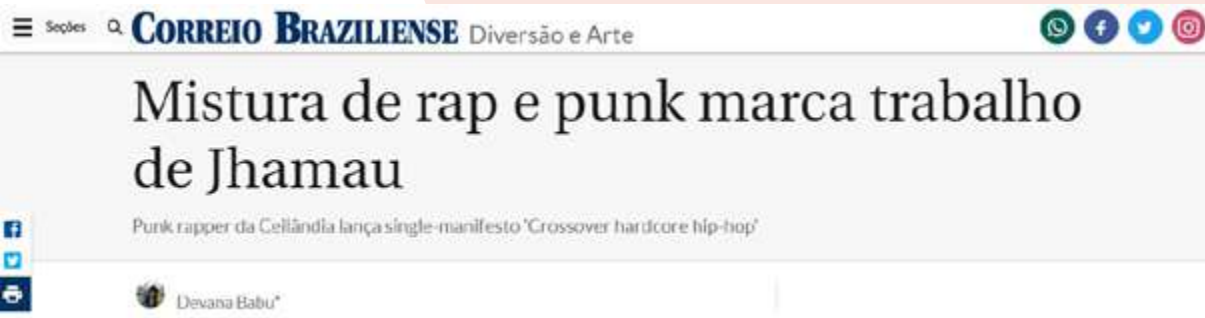 Seções CORREIO BRAZILIENSE Diversão e Arte
Mistura de rap e punk marca trabalho
de Jhamau
Punk rapper da Ceilândia lança single-manifesto 'Crossover hardcore hip-hop'
Devana Babu*